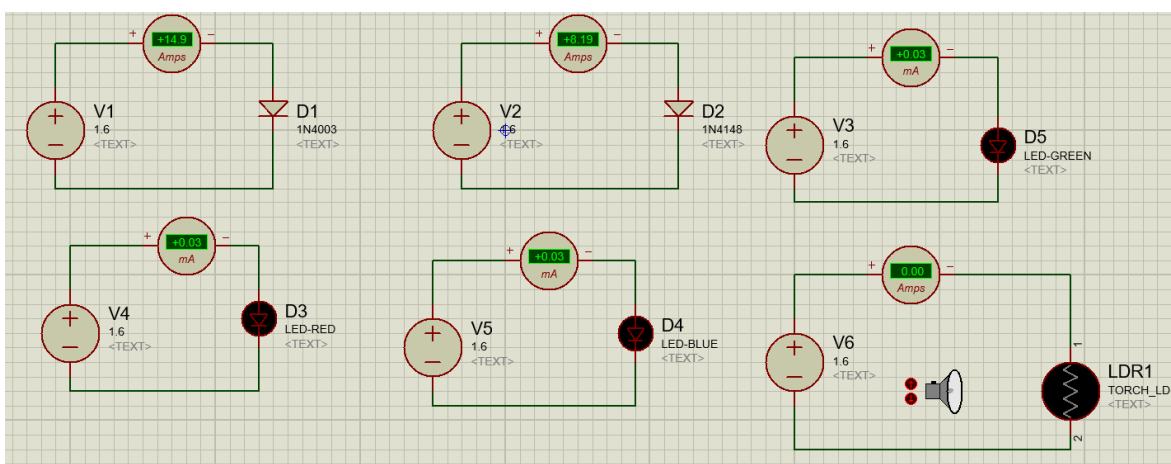 +14.9
Amps
V1
1.6
<TEXT>
D1
1N4003
<TEXT>
+8.19
Amps
V2
<TEXT>
D2
1N4148
<TEXT>
+0.03
mA
V3
1.6
<TEXT>
D5
LED-GREEN
<TEXT>
+0.03
mA
V4
1.6
<TEXT>
D3
LED-RED
<TEXT>
+0.03
mA
V5
1.6
<TEXT>
D4
LED-BLUE
<TEXT>
0.00
Amps
V6
1.6
<TEXT>
1
LDR1
TORCH_LD
<TEXT>
2